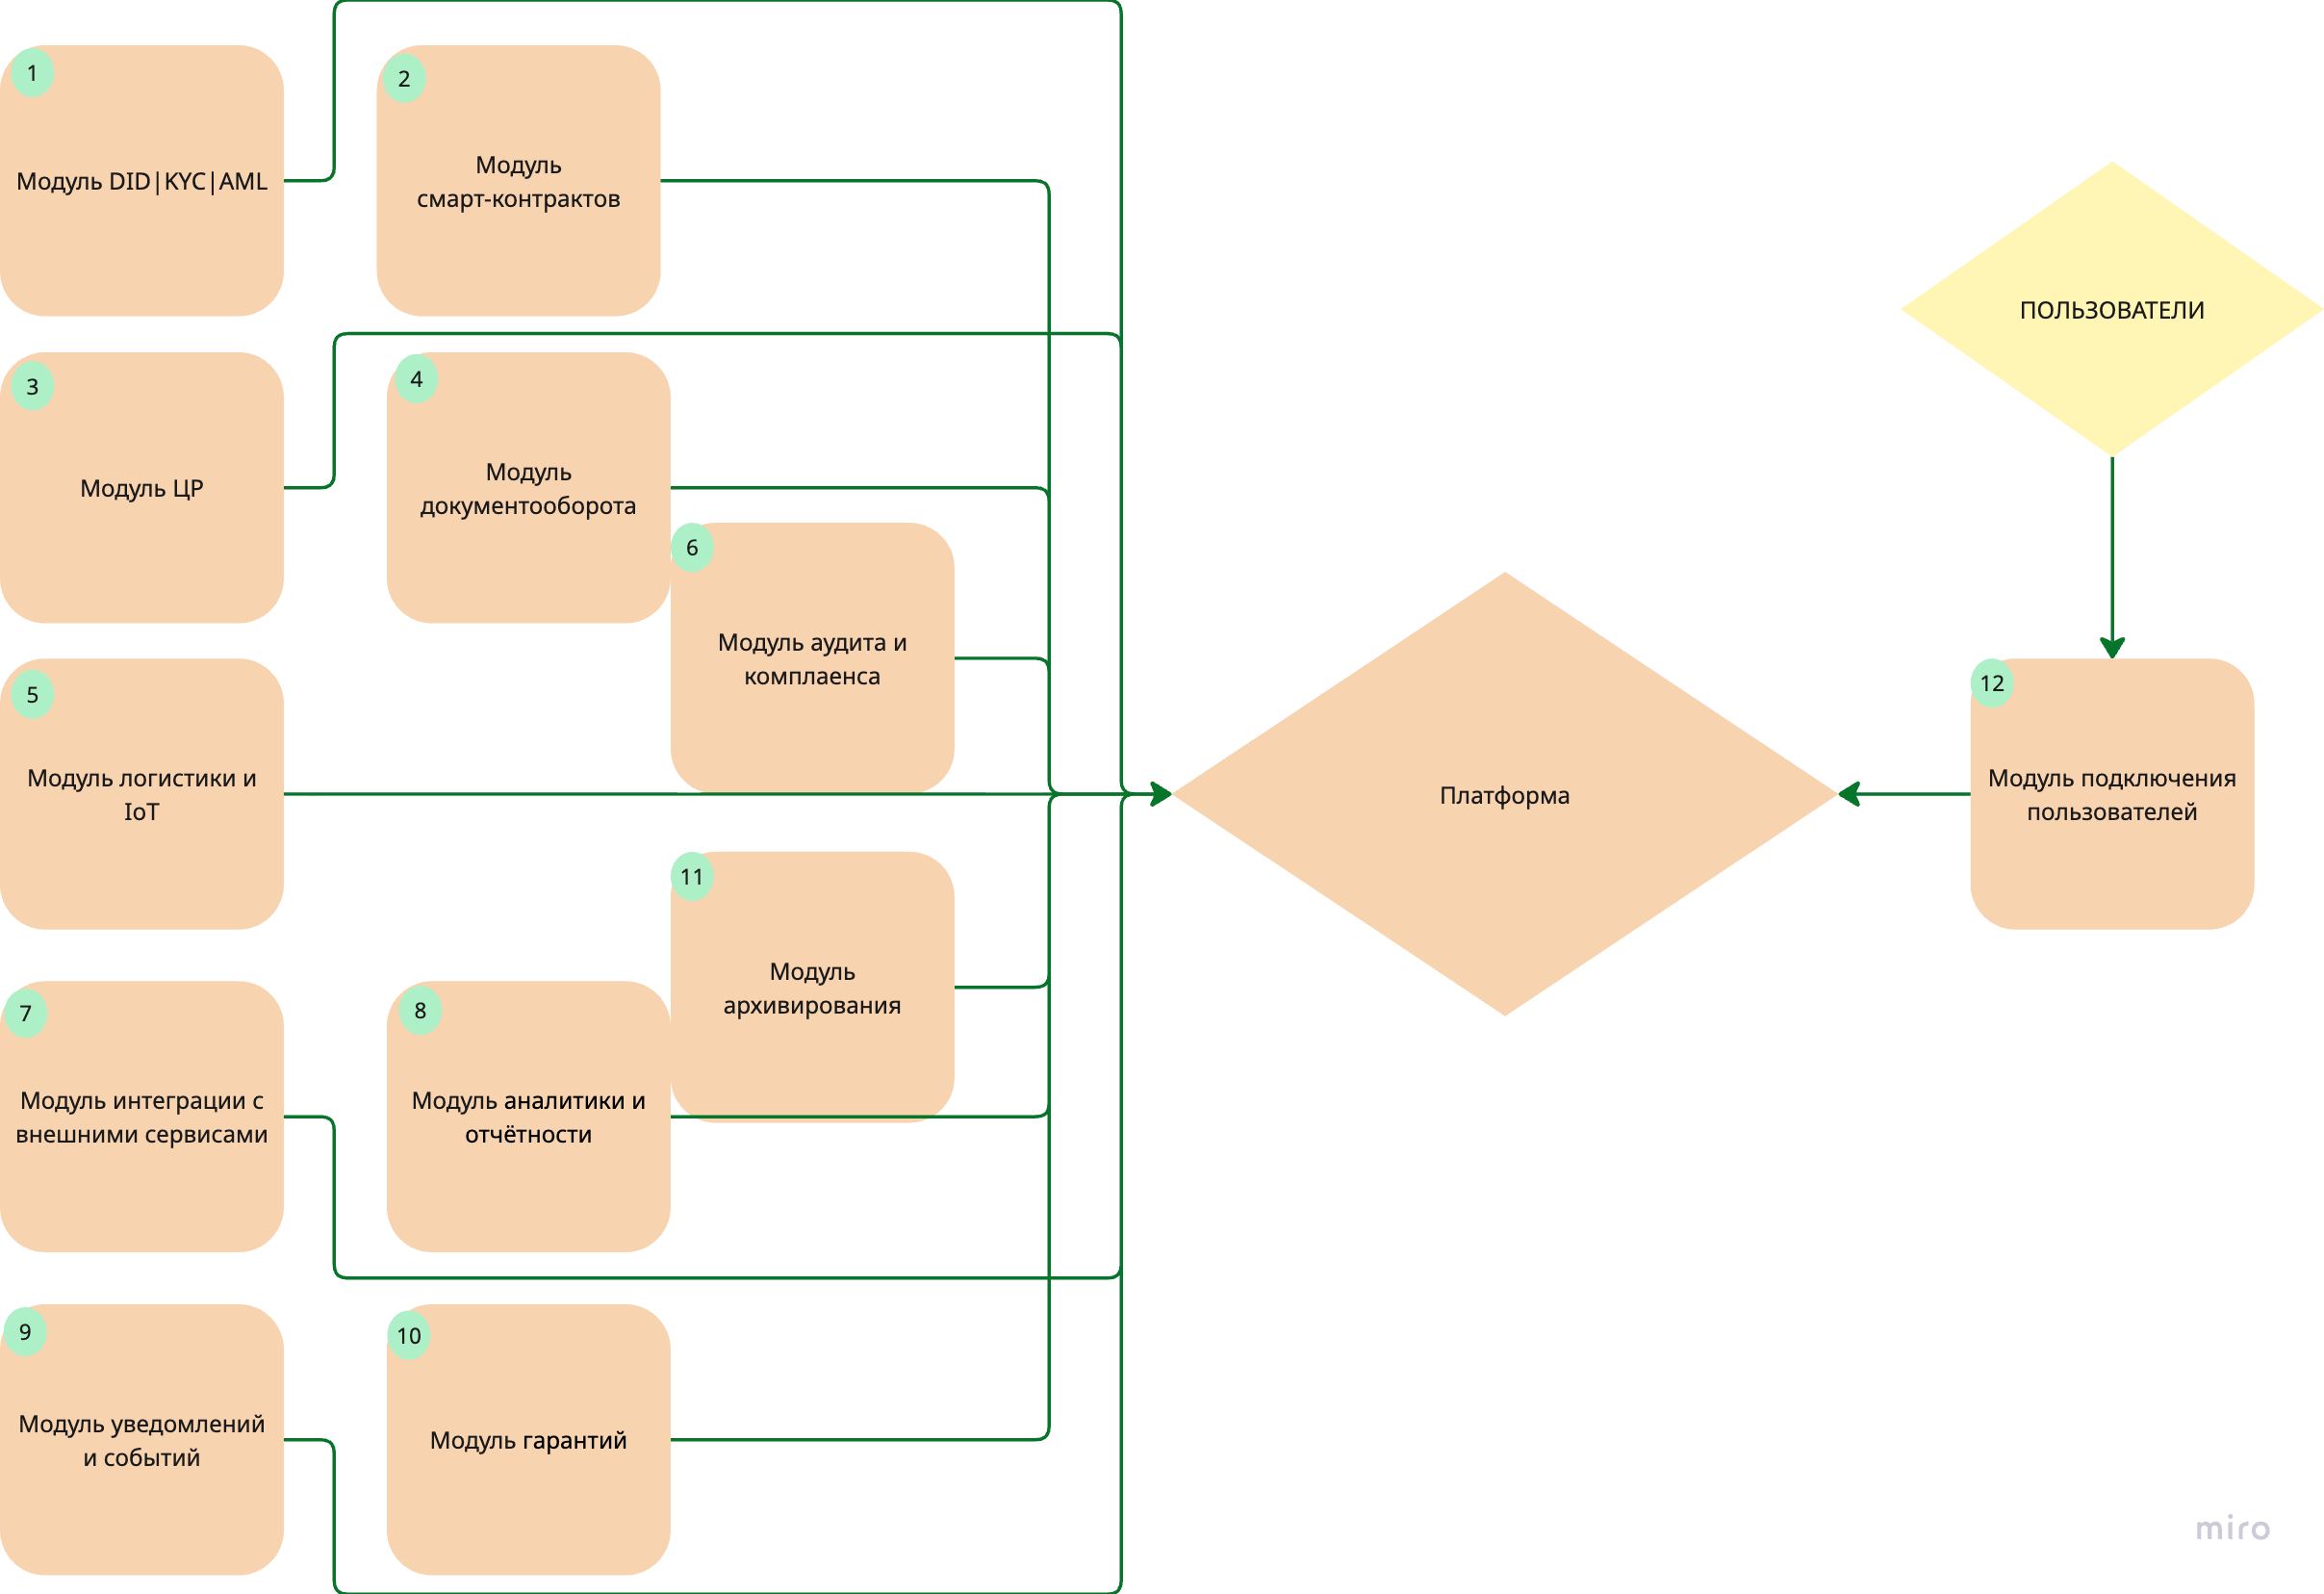 1
Модуль DID|KYC|AML
2
Модуль
смарт-контрактов
ПОЛЬЗОВАТЕЛИ
3
Модуль ЦР
4
Модуль
документооборота
6
Модуль аудита и
комплаенса
5
Модуль логистики и
IoT
Платформа
12
Модуль подключения
пользователей
11
Модуль
архивирования
7
Модуль интеграции с
внешними сервисами
8
Модуль аналитики и
отчётности
9
Модуль уведомлений
и событий
10
Модуль гарантий
miro